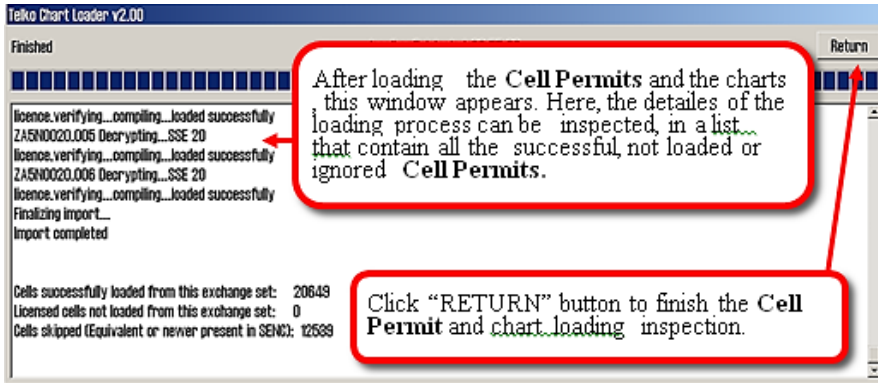 Telko Chart Loader v2.00
Finished
Return
After loading the Cell Permits and the charts
, this window appears. Here, the detailes of the
loading process can be inspected, in a list
that contain all the successful, not loaded or
ignored Cell Permits.
licence.verifying...compiling...loaded successfully
ZA5N0020.005 Decrypting...SSE 20
licence.verifying...compiling...loaded successfully
ZA5N0020.006 Decrypting...SSE 20
licence.verifying...compiling...loaded successfully
Finalizing import...
Import completed
Cells successfully loaded from this exchange set: 20649
Licensed cells not loaded from this exchange set: 0
Cells skipped (Equivalent or newer present in SENC): 12589
Click “RETURN” button to finish the Cell
Permit and chart loading inspection.